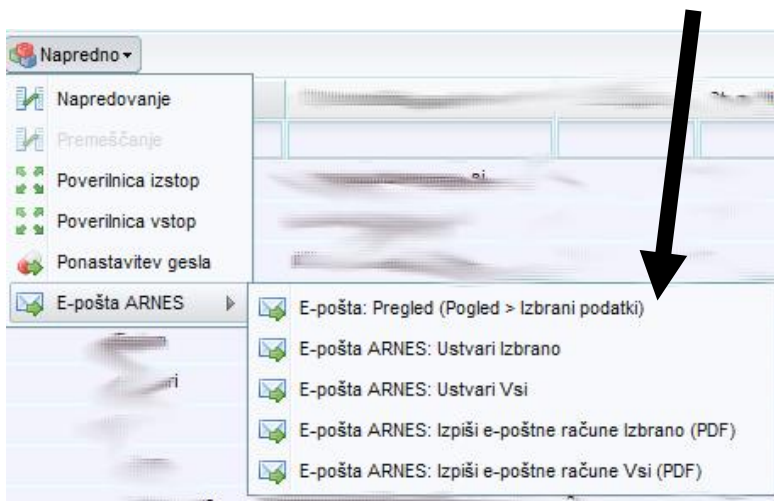 Napredno
Napredovanje
Premeščanje
Poverilnica izstop
Poverilnica vstop
Ponastavitev gesla
E-pošta ARNES
E-pošta: Pregled (Pogled > Izbrani podatki)
E-pošta ARNES: Ustvari Izbrano
E-pošta ARNES: Ustvari Vsi
E-pošta ARNES: Izpiši e-poštne račune Izbrano (PDF)
E-pošta ARNES: Izpiši e-poštne račune Vsi (PDF)